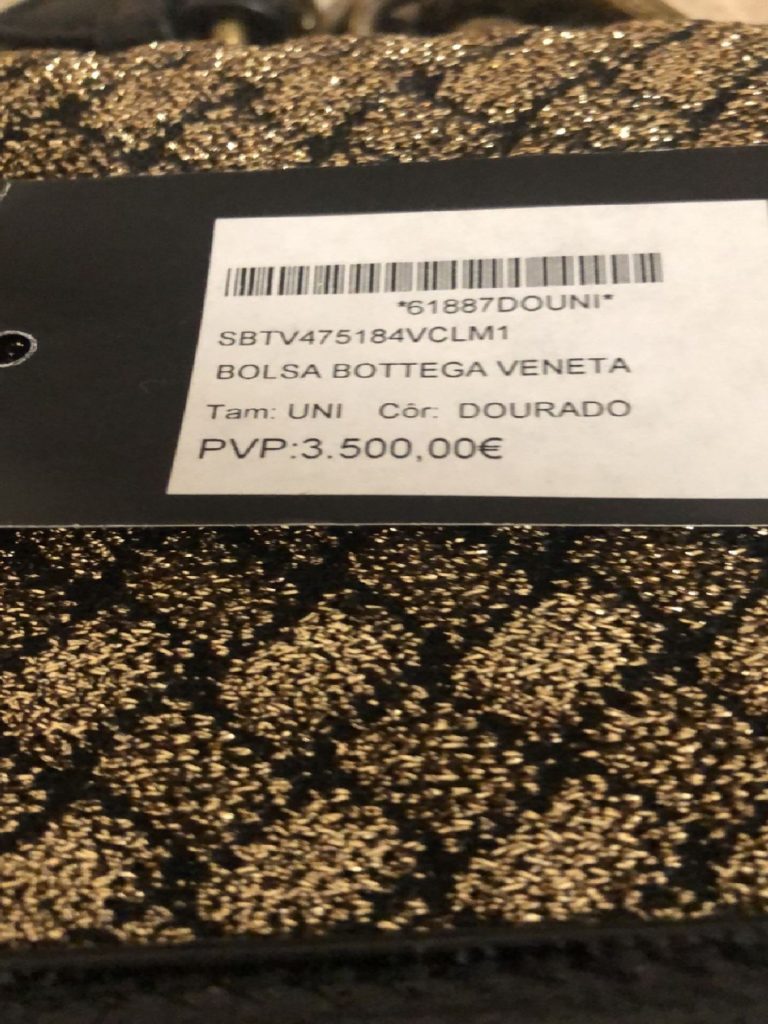 *61887DOUNI*
SBTV475184VCLM1
BOLSA BOTTEGA VENETA
Tam: UNI Côr: DOURADO
PVP:3.500,00€